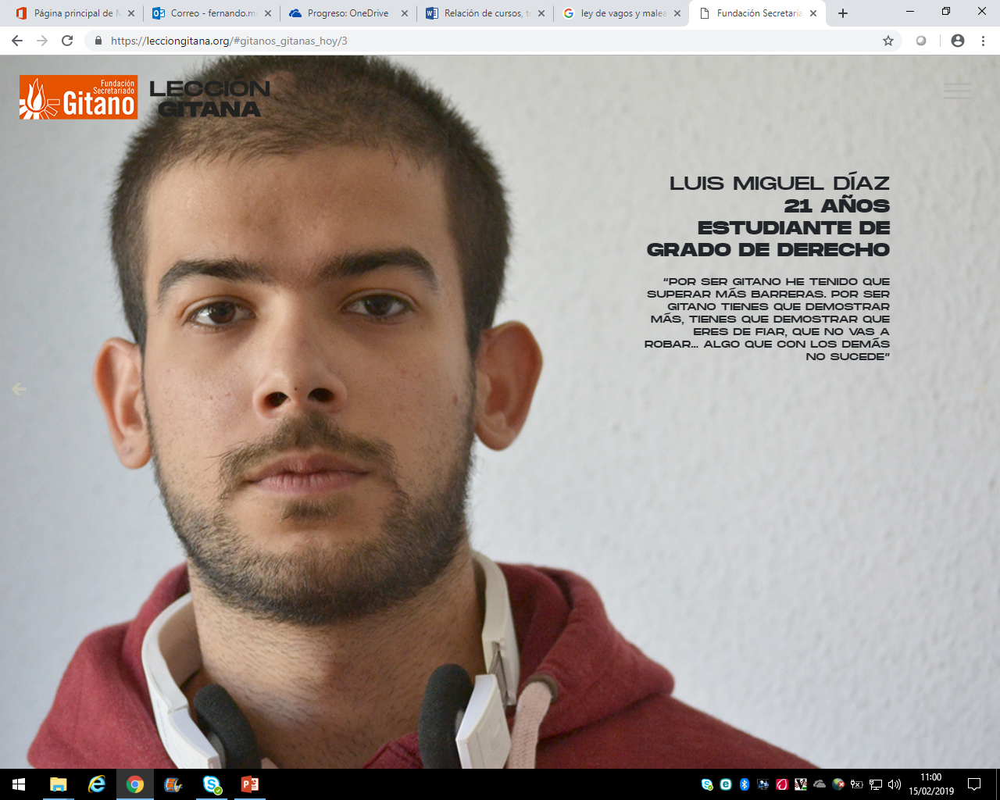 Página principal de M
Correo - fernando.m
Progreso: OneDrive
Relación de cursos, t
ley de vagos y malea
Fundación Secretaria
https://lecciongitana.org/#gitanos_gitanas_hoy/3
Fundación
Secretariado
Gitano
LECCIÓN
GITANA
LUIS MIGUEL DÍAZ
21 AÑOS
ESTUDIANTE DE
GRADO DE DERECHO
“POR SER GITANO HE TENIDO QUE
SUPERAR MÁS BARRERAS. POR SER
GITANO TIENES QUE DEMOSTRAR
MÁS, TIENES QUE DEMOSTRAR QUE
ERES DE FIAR, QUE NO VAS A
ROBAR... ALGO QUE CON LOS DEMÁS
NO SUCEDE”
11:00
15/02/2019